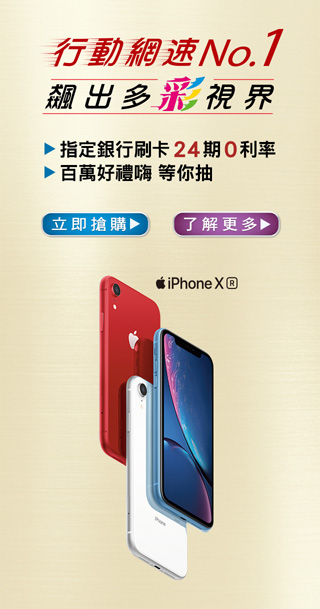 行動網速No.1
飆出多彩視界
指定銀行刷卡24期0利率
百萬好禮嗨 等你抽
立即搶購 了解更多
iPhone XR
iPhone